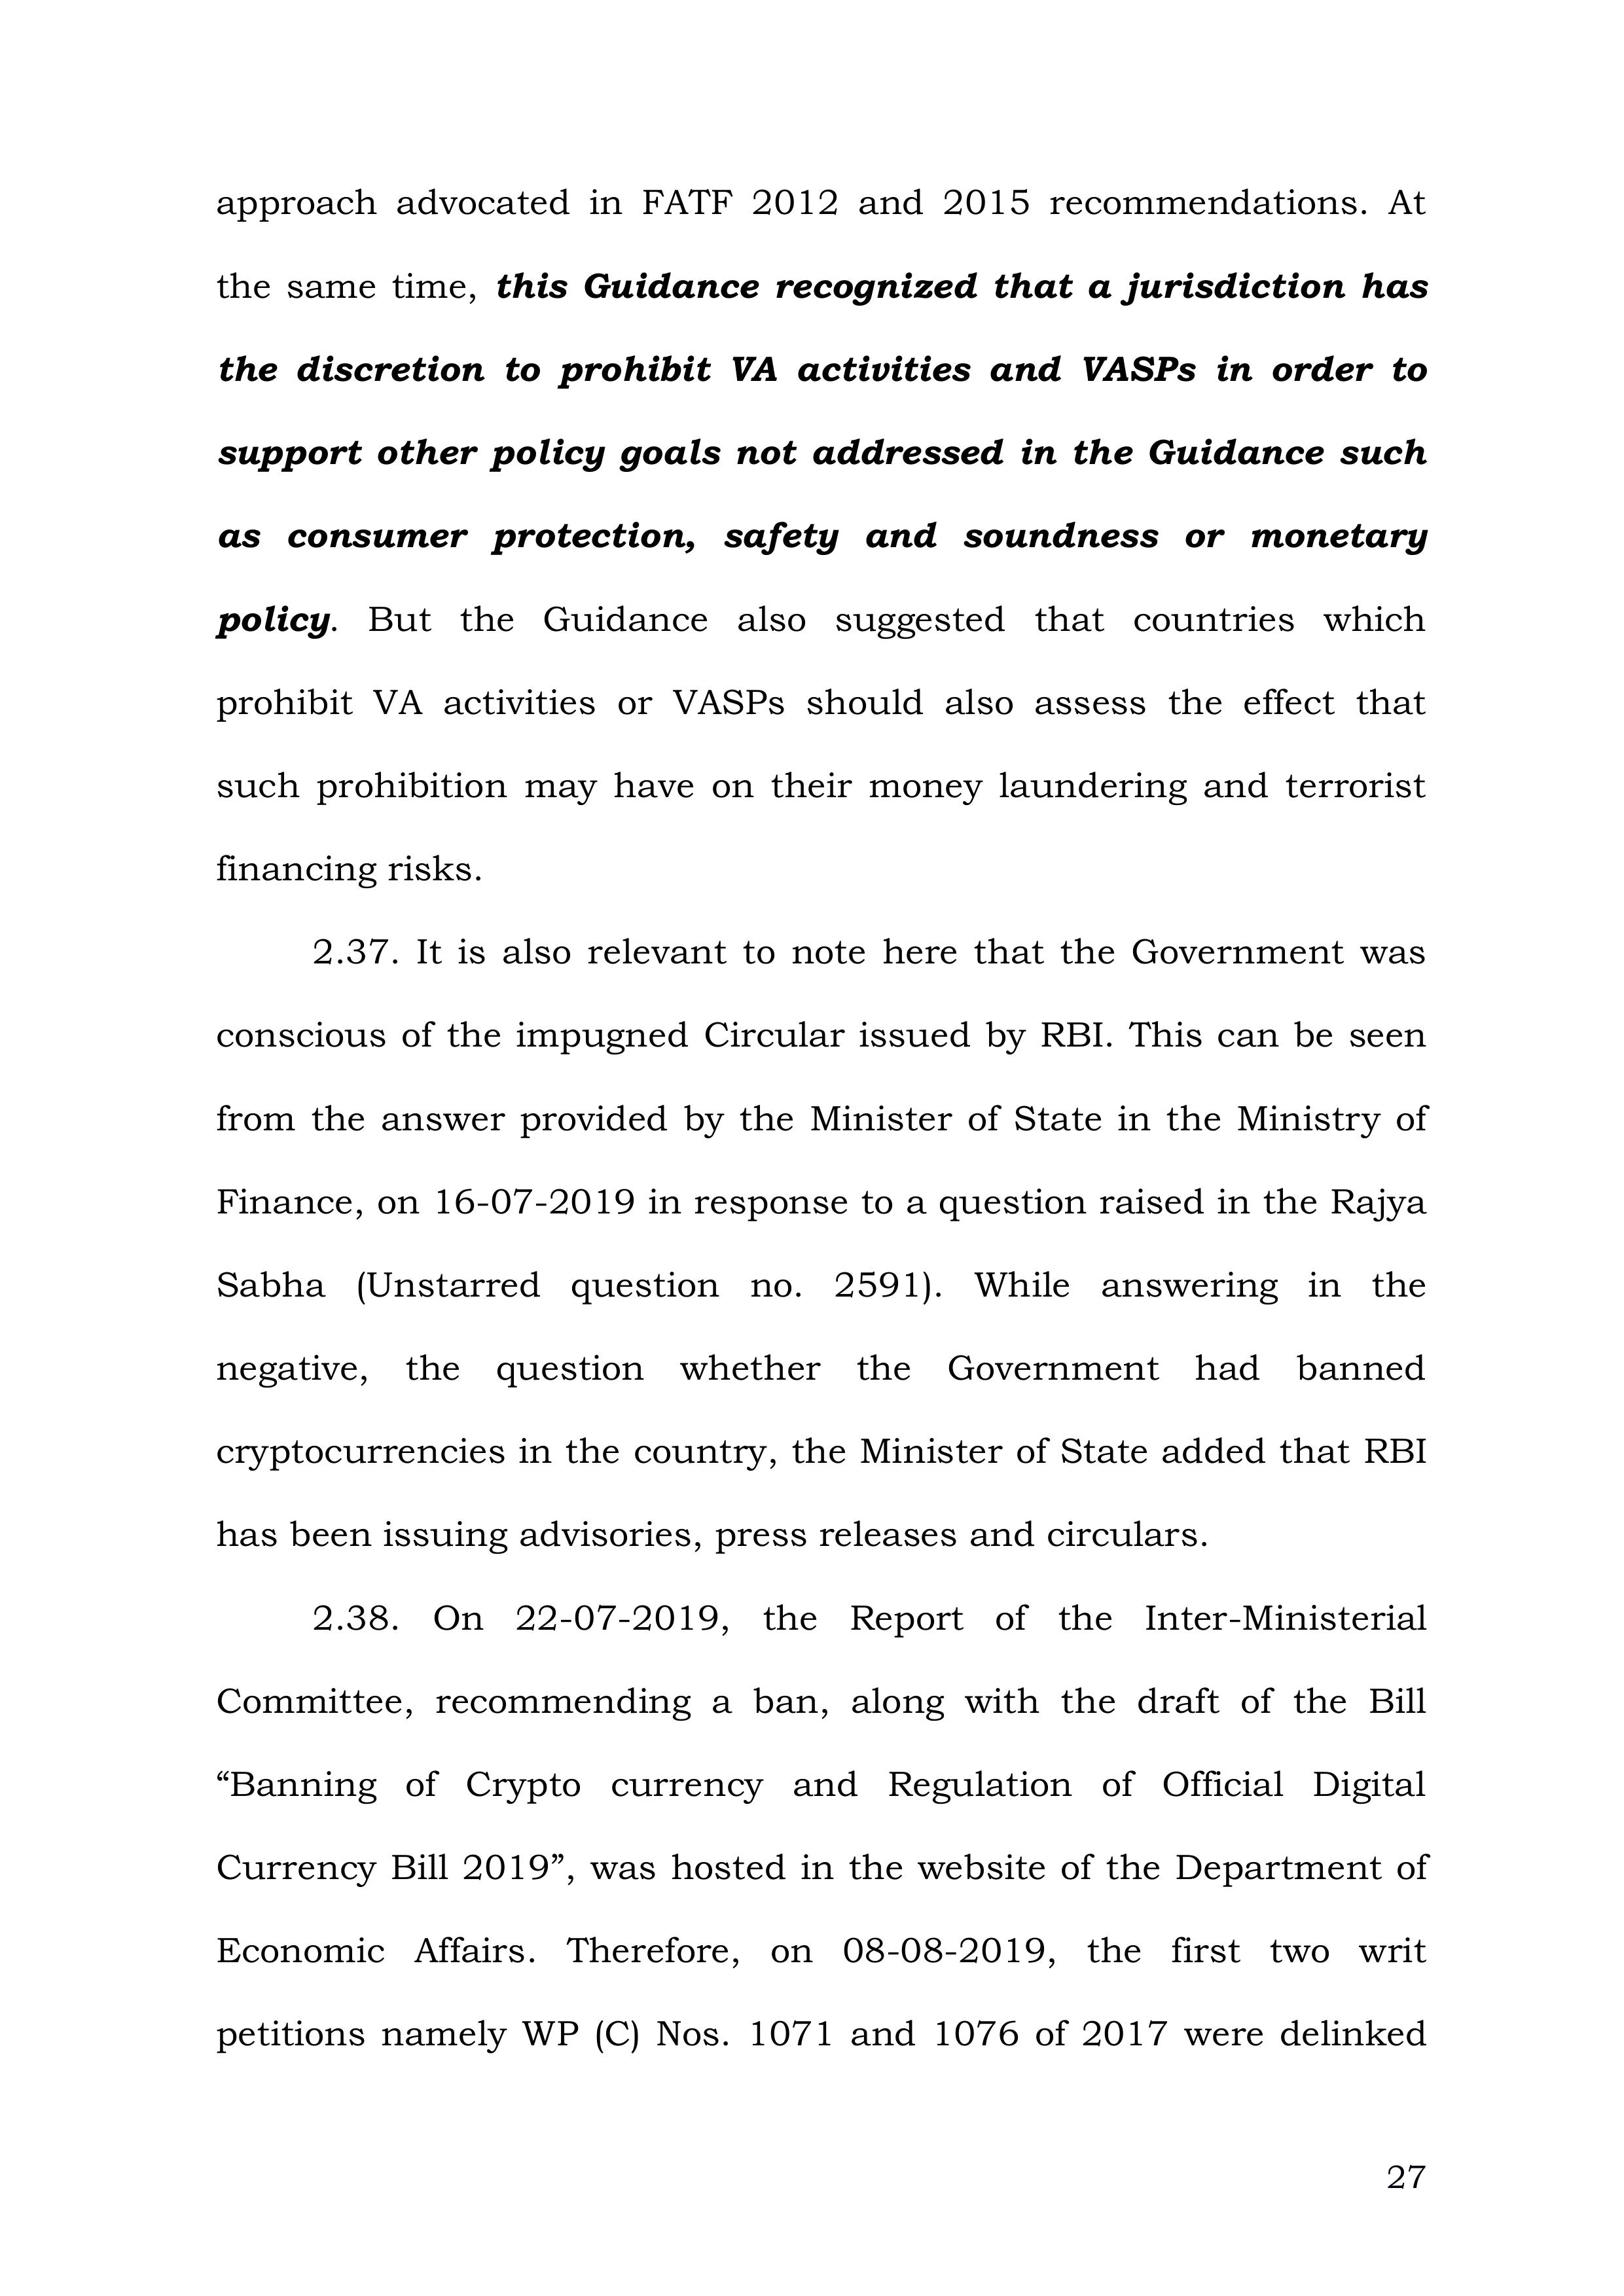 approach advocated in FATF 2012 and 2015 recommendations. At
the same time, this Guidance recognized that a jurisdiction has
the discretion to prohibit VA activities and VASPs in order to
support other policy goals not addressed in the Guidance such
as consumer protection, safety and soundness or monetary
policy. But the Guidance also suggested that countries which
prohibit VA activities or VASPs should also assess the effect that
such prohibition may have on their money laundering and terrorist
financing risks.
2.37. It is also relevant to note here that the Government was
conscious of the impugned Circular issued by RBI. This can be seen
from the answer provided by the Minister of State in the Ministry of
Finance, on 16-07-2019 in response to a question raised in the Rajya
Sabha (Unstarred question no. 2591). While answering in the
negative, the question whether the Government had banned
cryptocurrencies in the country, the Minister of State added that RBI
has been issuing advisories, press releases and circulars.
2.38. On 22-07-2019, the Report of the Inter-Ministerial
Committee, recommending a ban, along with the draft of the Bill
“Banning of Crypto currency and Regulation of Official Digital
Currency Bill 2019”, was hosted in the website of the Department of
Economic Affairs. Therefore, on 08-08-2019, the first two writ
petitions namely WP (C) Nos. 1071 and 1076 of 2017 were delinked
27